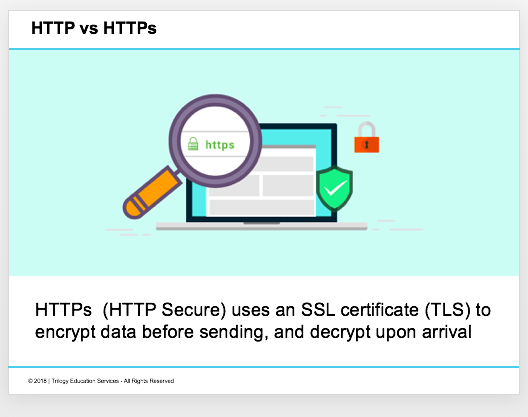 HTTP vs HTTPs
https
HTTPs  (HTTP Secure) uses an SSL certificate (TLS) to
encrypt data before sending, and decrypt upon arrival
© 2018 | Trilogy Education Services - All Rights Reserved